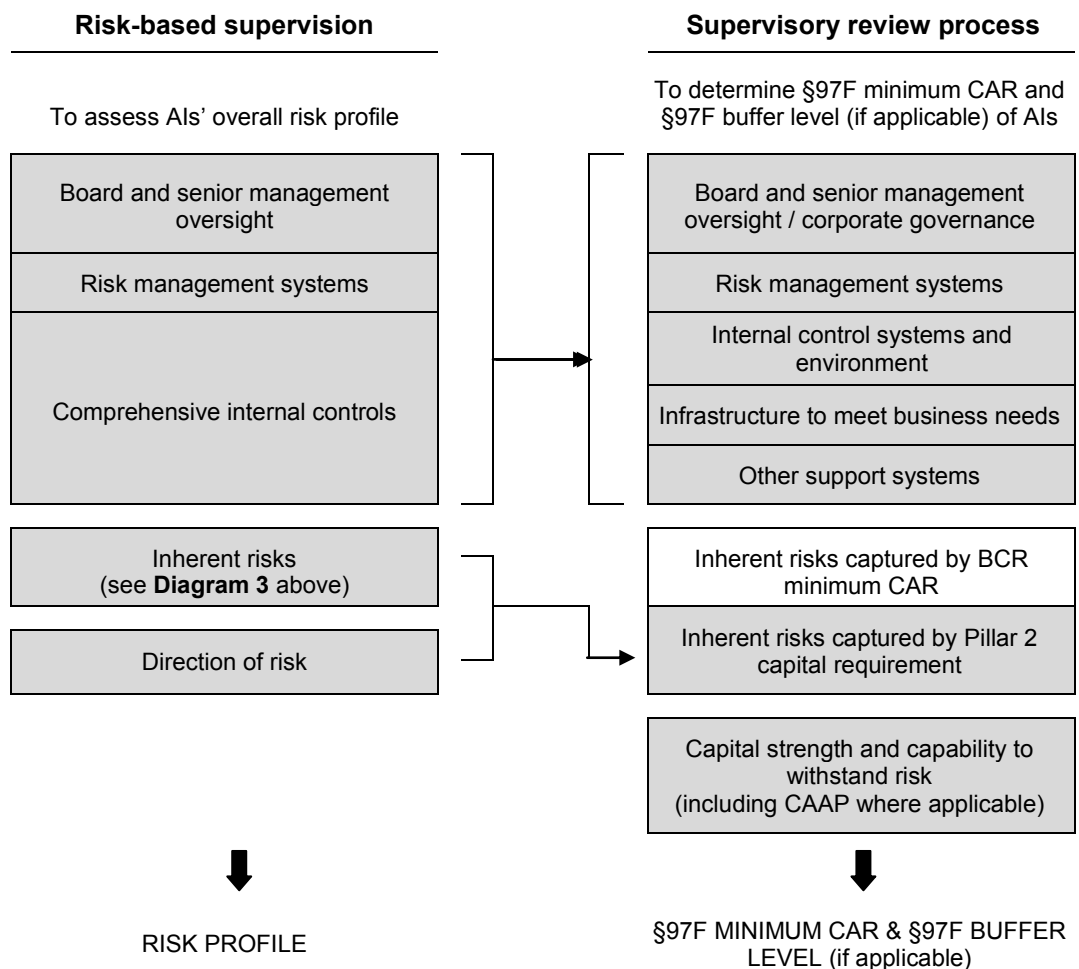 Risk-based supervision
To assess AIs' overall risk profile
Board and senior management
oversight
Risk management systems
Comprehensive internal controls
Inherent risks
(see Diagram 3 above)
Direction of risk
RISK PROFILE
Supervisory review process
To determine §97F minimum CAR and
§97F buffer level (if applicable) of AIs
Board and senior management
oversight / corporate governance
Risk management systems
Internal control systems and
environment
Infrastructure to meet business needs
Other support systems
Inherent risks captured by BCR
minimum CAR
Inherent risks captured by Pillar 2
capital requirement
Capital strength and capability to
withstand risk
(including CAAP where applicable)
§97F MINIMUM CAR & §97F BUFFER
LEVEL (if applicable)